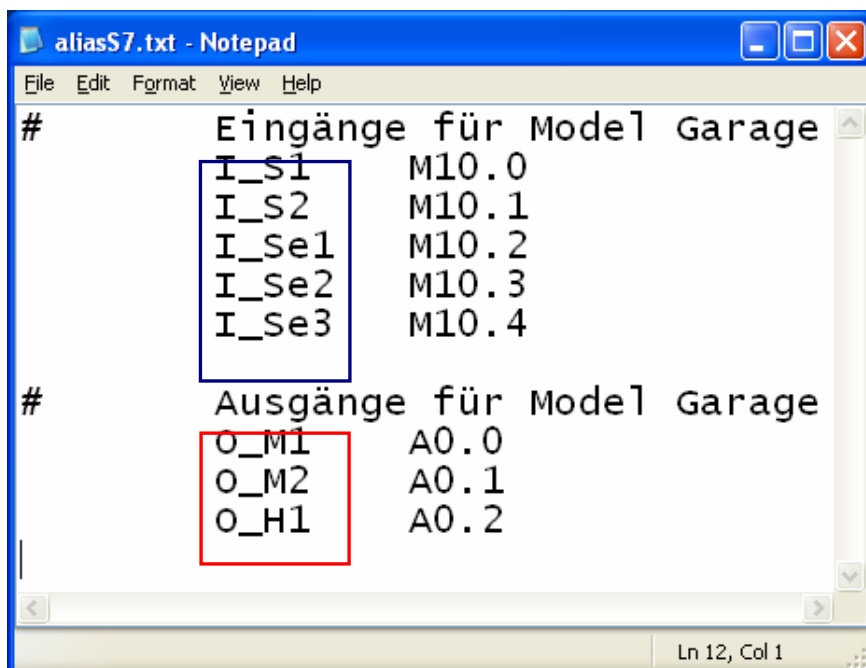 aliasS7.txt - Notepad
File Edit Format View Help
# Eingänge für Model Garage
I_S1 M10.0
I_S2 M10.1
I_Se1 M10.2
I_Se2 M10.3
I_Se3 M10.4
# Ausgänge für Model Garage
O_M1 A0.0
O_M2 A0.1
O_H1 A0.2
Ln 12, Col 1